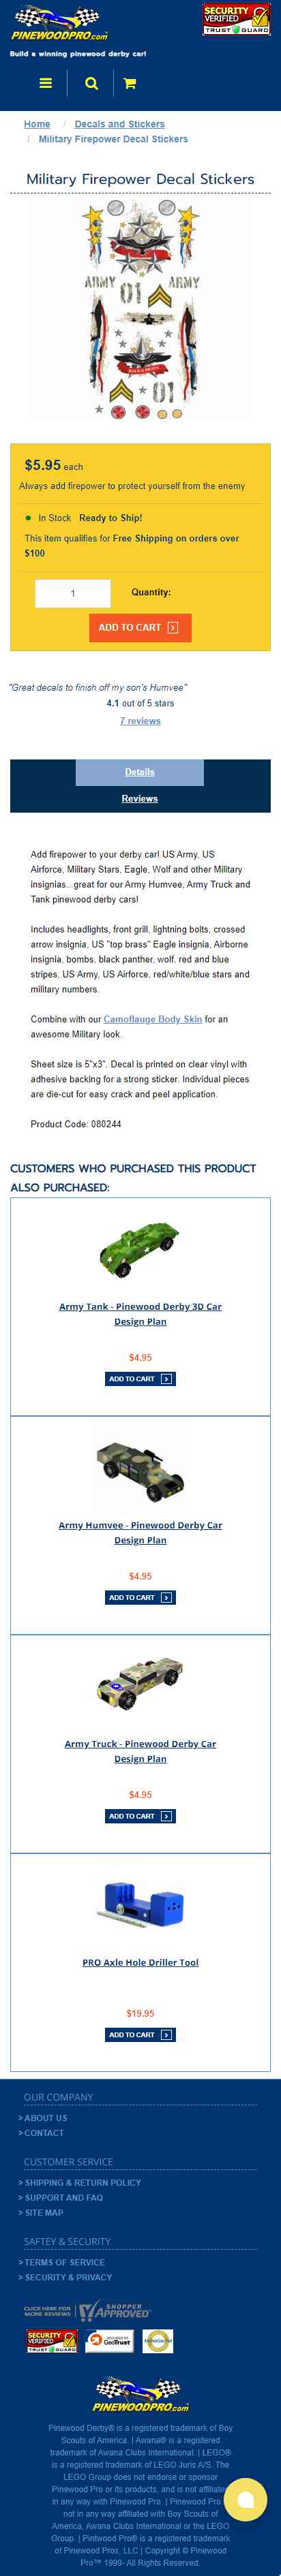 PINEWOODPRO.com
Build a winning pinewood derby car!
SECURITY
VERIFIED
TRUST GUARD
Home / Decals and Stickers
/ Military Firepower Decal Stickers
Military Firepower Decal Stickers
ARMY
01
ARMY
01
$5.95 each
Always add firepower to protect yourself from the enemy
In Stock Ready to Ship!
This item qualifies for Free Shipping on orders over
$100
1 Quantity:
ADD TO CART
"Great decals to finish off my son's Humvee"
4.1 out of 5 stars
7 reviews
Details
Reviews
Add firepower to your derby car! US Army, US
Airforce, Military Stars, Eagle, Wolf and other Military
insignias...great for our Army Humvee, Army Truck and
Tank pinewood derby cars!
Includes headlights, front grill, lightning bolts, crossed
arrow insignia, US "top brass" Eagle insignia, Airborne
insignia, bombs, black panther, wolf, red and blue
stripes, US Army, US Airforce, red/white/blue stars and
military numbers.
Combine with our Camoflauge Body Skin for an
awesome Military look.
Sheet size is 5"x3". Decal is printed on clear vinyl with
adhesive backing for a strong sticker. Individual pieces
are die-cut for easy crack and peel application.
Product Code: 080244
CUSTOMERS WHO PURCHASED THIS PRODUCT
ALSO PURCHASED:
Army Tank - Pinewood Derby 3D Car
Design Plan
$4.95
ADD TO CART
Army Humvee - Pinewood Derby Car
Design Plan
$4.95
ADD TO CART
Army Truck - Pinewood Derby Car
Design Plan
$4.95
ADD TO CART
PRO Axle Hole Driller Tool
$19.95
ADD TO CART
OUR COMPANY
> ABOUT US
> CONTACT
CUSTOMER SERVICE
> SHIPPING & RETURN POLICY
> SUPPORT AND FAQ
> SITE MAP
SAFTEY & SECURITY
> TERMS OF SERVICE
> SECURITY & PRIVACY
CLICK HERE FOR
MORE REVIEWS
SHOPPER
APPROVED
SECURITY
VERIFIED
TRUST GUARD
GeoTrust
PINEWOODPRO.com
Pinewood Derby® is a registered trademark of Boy
Scouts of America. | Awana® is a registered
trademark of Awana Clubs International. | LEGO®
is a registered trademark of LEGO Juris A/S. The
LEGO Group does not endorse or sponsor
Pinewood Pro or its products, and is not affiliated
in any way with Pinewood Pro. | Pinewood Pro is
not in any way affiliated with Boy Scouts of
America, Awana Clubs International or the LEGO
Group. | Pintwood Pro® is a registered trademark
of Pinewood Pros, LLC | Copyright © Pinewood
Pro™ 1999- All Rights Reserved.